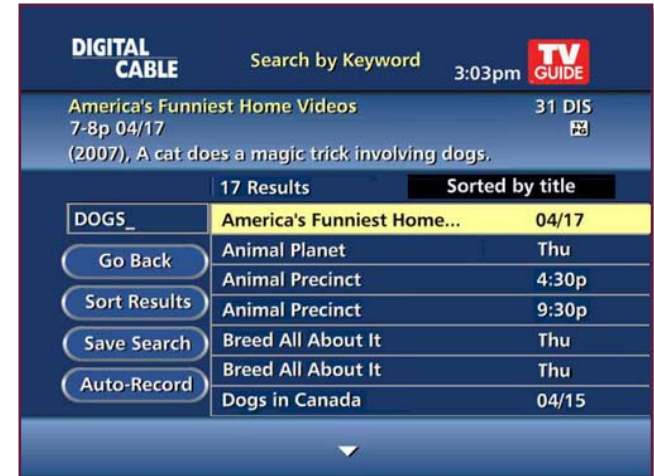 DIGITAL
CABLE
Search by Keyword
3:03pm
TV
GUIDE
America's Funniest Home Videos 31 DIS
7-8p 04/17 TV PG
(2007), A cat does a magic trick involving dogs.
17 Results Sorted by title
DOGS_
Go Back
Sort Results
Save Search
Auto-Record
America's Funniest Home... 04/17
Animal Planet Thu
Animal Precinct 4:30p
Animal Precinct 9:30p
Breed All About It Thu
Breed All About It Thu
Dogs in Canada 04/15